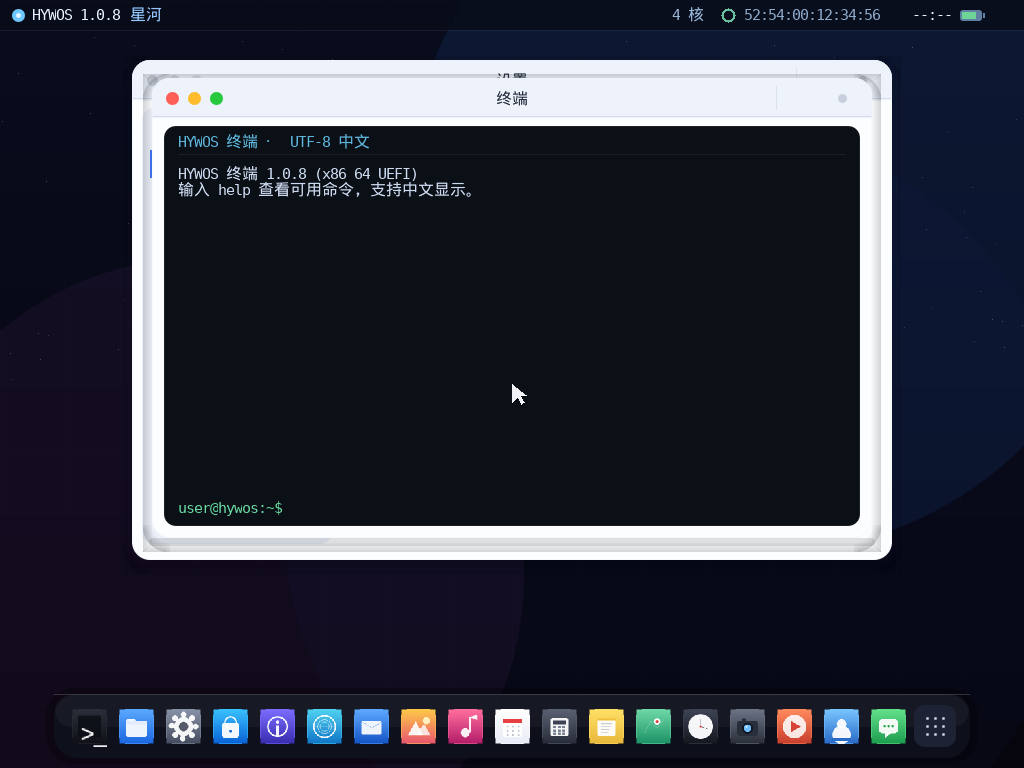 HYWOS 1.0.8 星河
4 核 52:54:00:12:34:56 --:--
终端
HYWOS 终端 · UTF-8 中文
HYWOS 终端 1.0.8 (x86 64 UEFI)
输入 help 查看可用命令，支持中文显示。
user@hywos:~$
>_